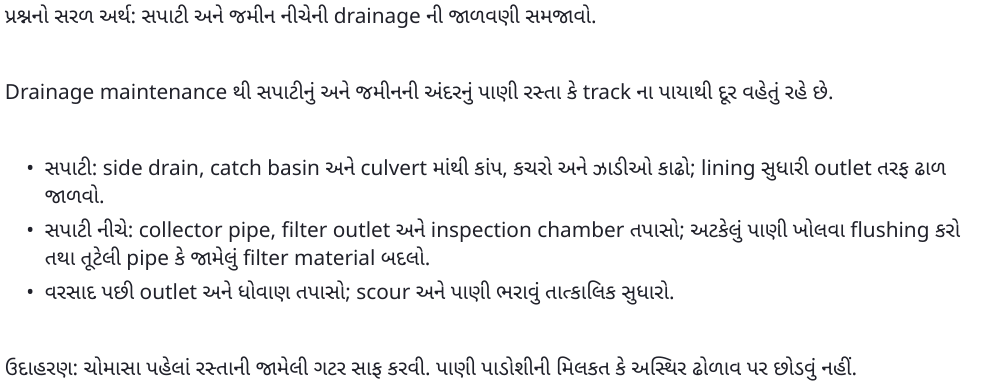 પ્રશ્નનો સરળ અર્થ: સપાટી અને જમીન નીચેની drainage ની જાળવણી સમજાવો.
Drainage maintenance થી સપાટીનું અને જમીનની અંદરનું પાણી રસ્તા કે track ના પાયાથી દૂર વહેતું રહે છે.
• સપાટી: side drain, catch basin અને culvert માંથી કાંપ, કચરો અને ઝાડીઓ કાઢો; lining સુધારી outlet તરફ ઢાળ
જાળવો.
• સપાટી નીચે: collector pipe, filter outlet અને inspection chamber તપાસો; અટકેલું પાણી ખોલવા flushing કરો
તથા તૂટેલી pipe કે જામેલું filter material બદલો.
• વરસાદ પછી outlet અને ધોવાણ તપાસો; scour અને પાણી ભરાવું તાત્કાલિક સુધારો.
ઉદાહરણ: ચોમાસા પહેલાં રસ્તાની જામેલી ગટર સાફ કરવી. પાણી પાડોશીની મિલકત કે અસ્થિર ઢોળાવ પર છોડવું નહીં.